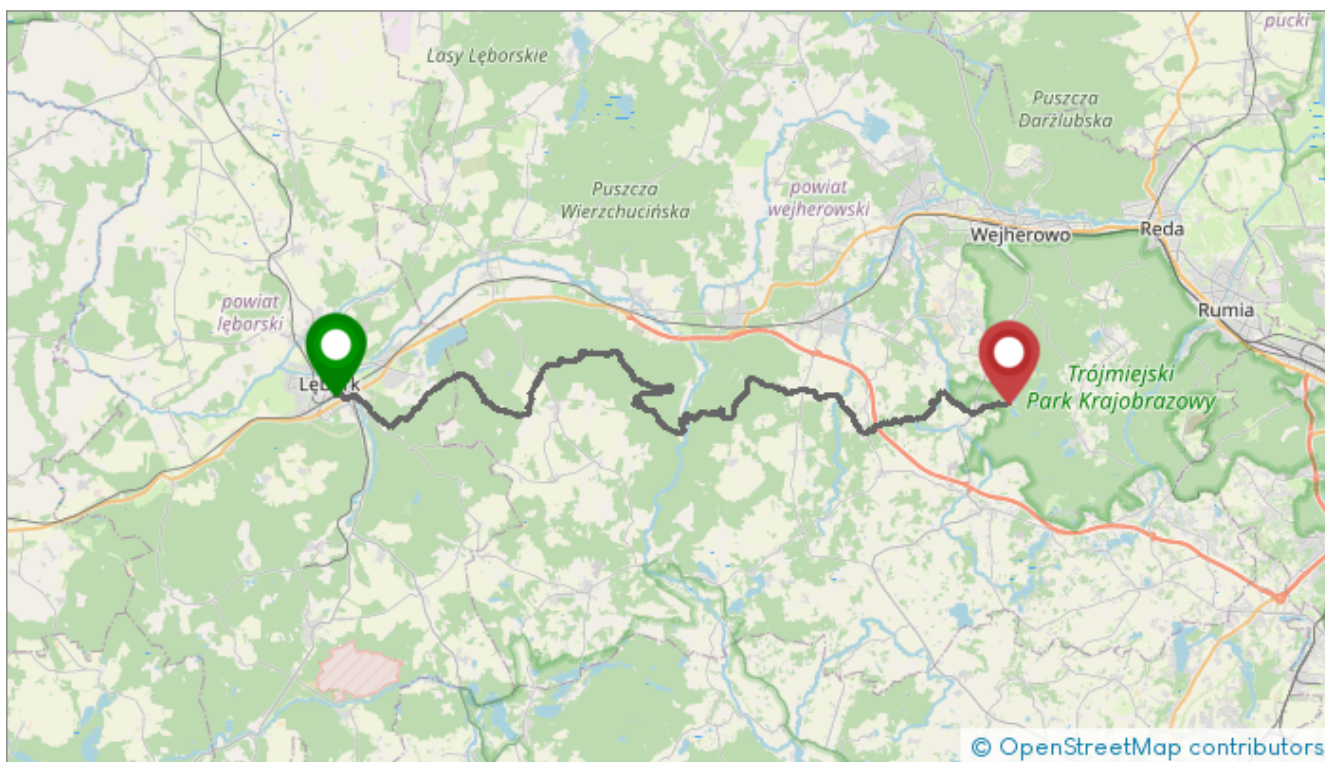 pucki
Lasy Lęborskie
Puszcza
Darżlubska
Puszcza
Wierzchucińska
powiat
wejherowski
Wejherowo
Reda
powiat
lęborski
Rumia
Lębork
Trójmiejski
Park Krajobrazowy
© OpenStreetMap contributors